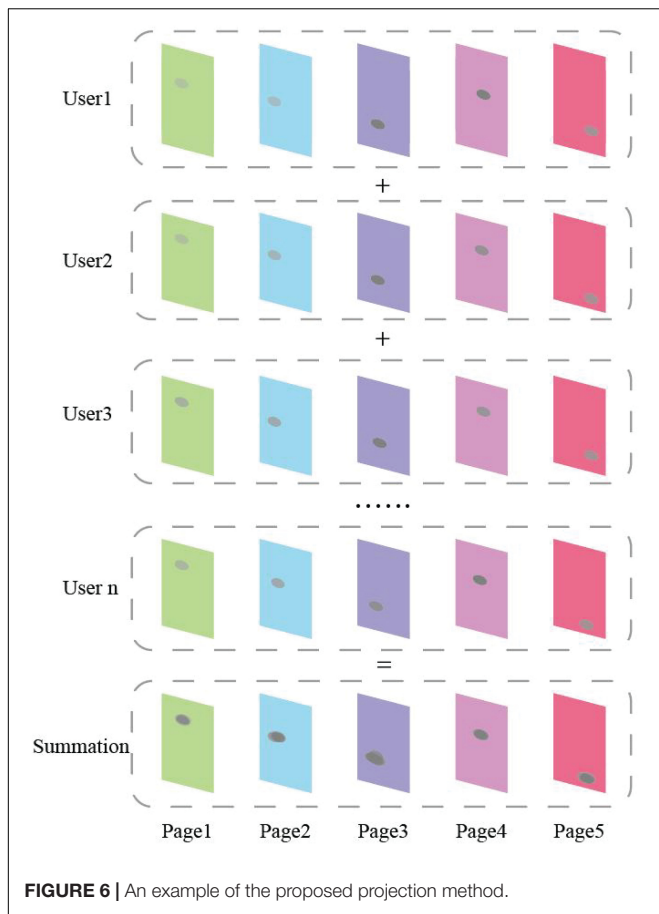 User1
+
User2
+
User3
......
User n
=
Summation
Page1 Page2 Page3 Page4 Page5
FIGURE 6 | An example of the proposed projection method.